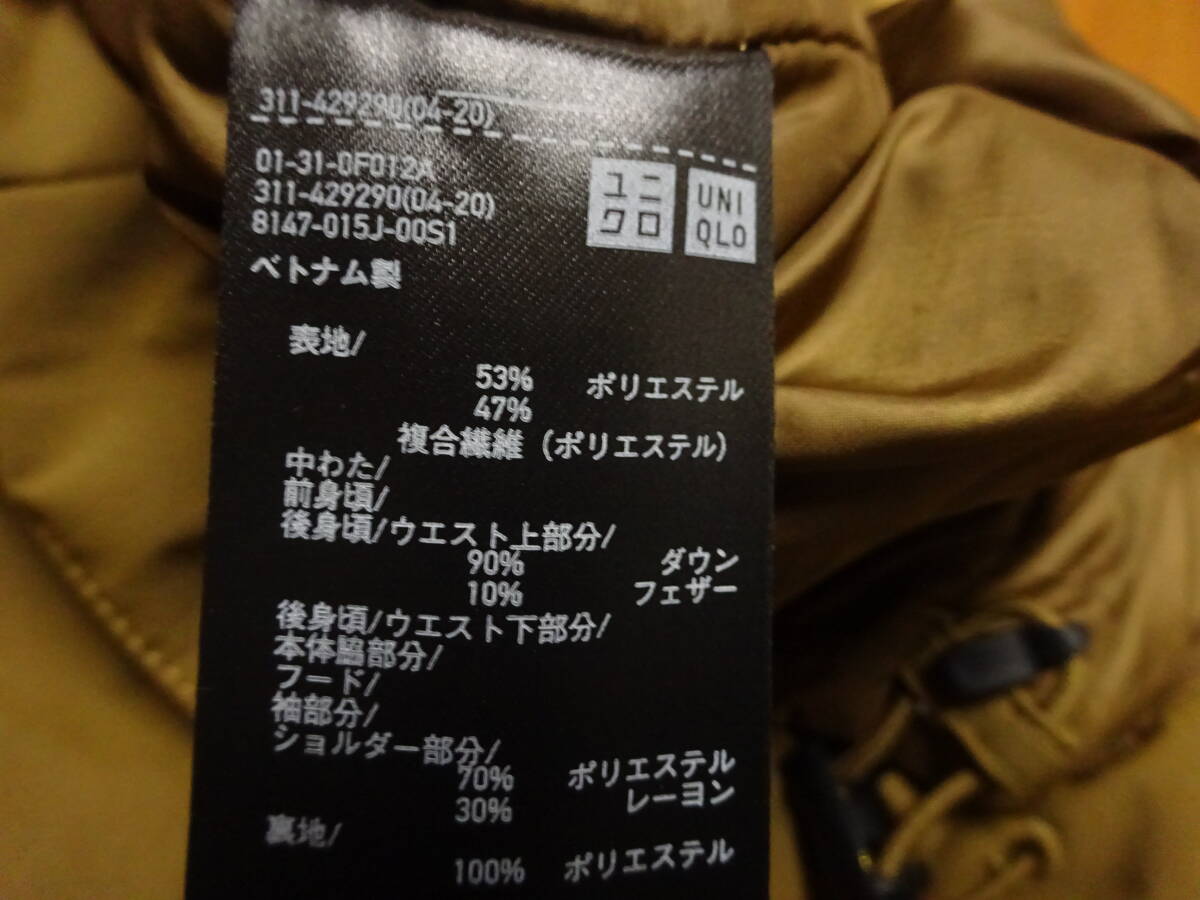 311-429290(04-20)
01-31-0F012A
311-429290(04-20)
8147-015J-00S1
ユニ
クロ
UNI
QLO
ベトナム製
表地/
53% ポリエステル
47%
複合繊維 (ポリエステル)
中わた/
前身頃/
後身頃/ウエスト上部分/
90% ダウン
10% フェザー
後身頃/ウエスト下部分/
本体脇部分/
フード/
袖部分/
ショルダー部分/
70% ポリエステル
30% レーヨン
裏地/
100% ポリエステル